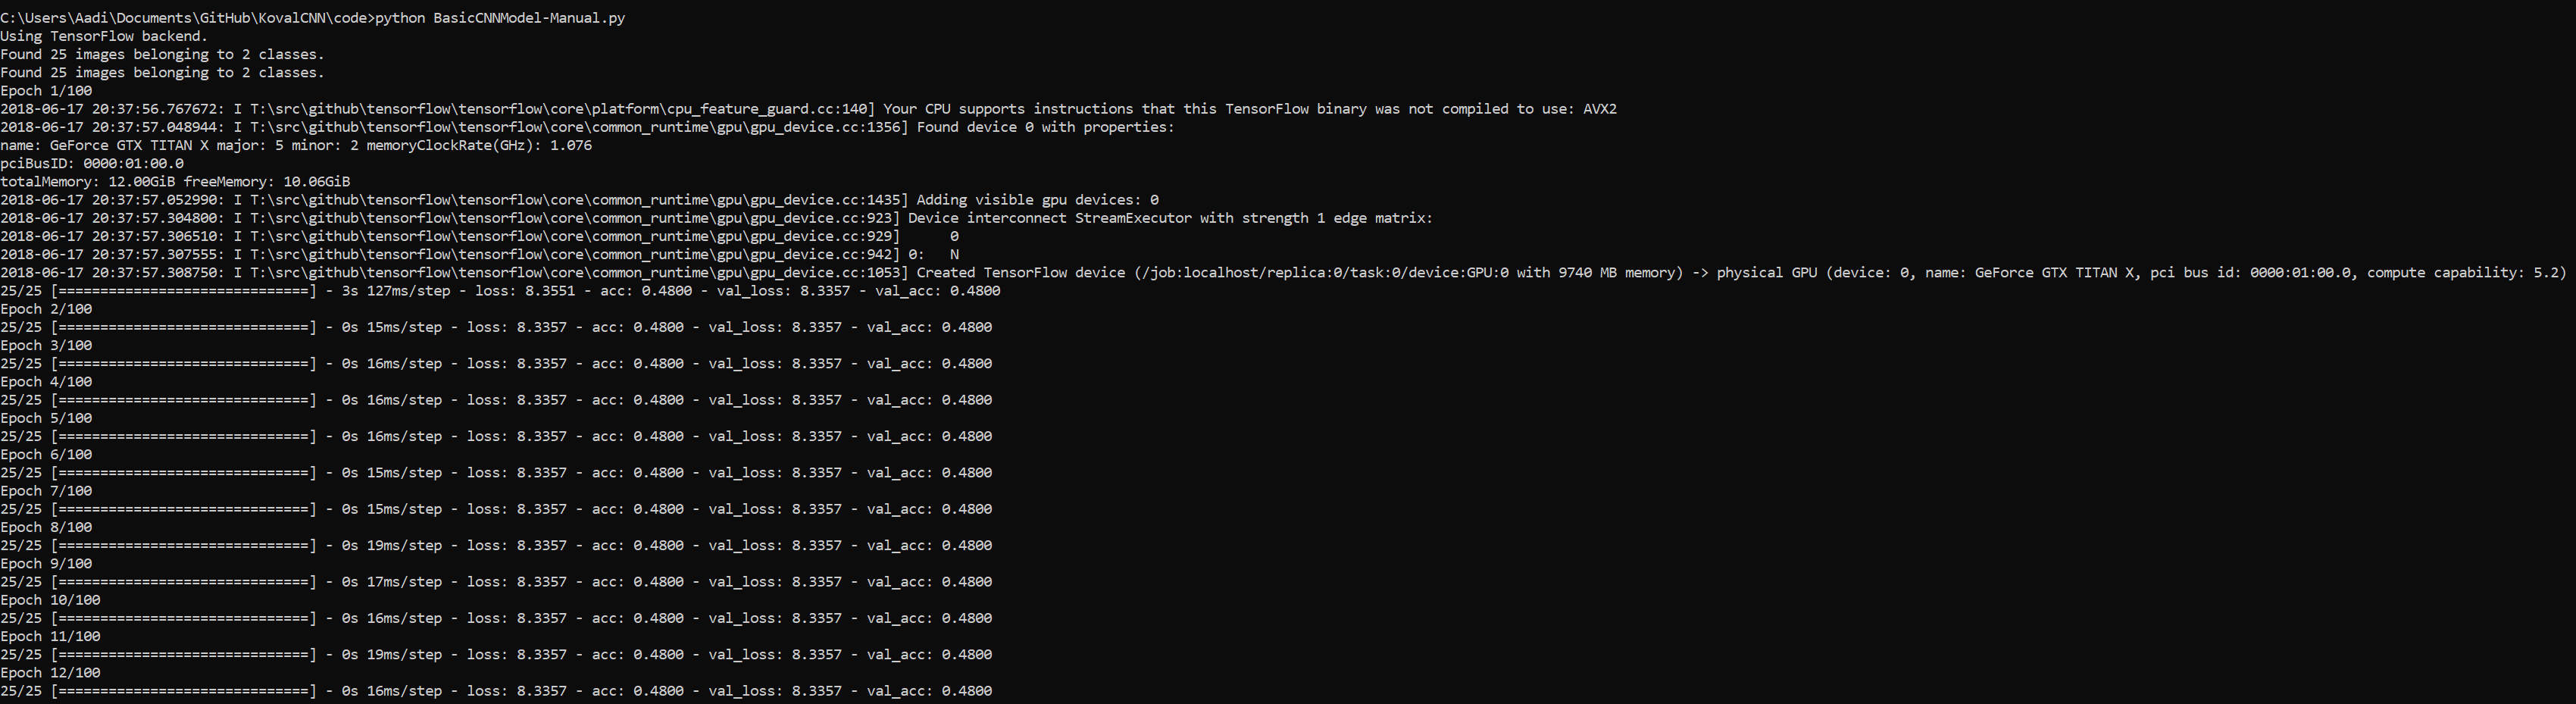 C:\Users\Aadi\Documents\GitHub\KovalCNN\code>python BasicCNNModel-Manual.py
Using TensorFlow backend.
Found 25 images belonging to 2 classes.
Found 25 images belonging to 2 classes.
Epoch 1/100
2018-06-17 20:37:56.767672: I T:\src\github\tensorflow\tensorflow\core\platform\cpu_feature_guard.cc:140] Your CPU supports instructions that this TensorFlow binary was not compiled to use: AVX2
2018-06-17 20:37:57.048944: I T:\src\github\tensorflow\tensorflow\core\common_runtime\gpu\gpu_device.cc:1356] Found device 0 with properties:
name: GeForce GTX TITAN X major: 5 minor: 2 memoryClockRate(GHz): 1.076
pciBusID: 0000:01:00.0
totalMemory: 12.00GiB freeMemory: 10.06GiB
2018-06-17 20:37:57.052990: I T:\src\github\tensorflow\tensorflow\core\common_runtime\gpu\gpu_device.cc:1435] Adding visible gpu devices: 0
2018-06-17 20:37:57.304800: I T:\src\github\tensorflow\tensorflow\core\common_runtime\gpu\gpu_device.cc:923] Device interconnect StreamExecutor with strength 1 edge matrix:
2018-06-17 20:37:57.306510: I T:\src\github\tensorflow\tensorflow\core\common_runtime\gpu\gpu_device.cc:929]      0
2018-06-17 20:37:57.307555: I T:\src\github\tensorflow\tensorflow\core\common_runtime\gpu\gpu_device.cc:942] 0:   N
2018-06-17 20:37:57.308750: I T:\src\github\tensorflow\tensorflow\core\common_runtime\gpu\gpu_device.cc:1053] Created TensorFlow device (/job:localhost/replica:0/task:0/device:GPU:0 with 9740 MB memory) -> physical GPU (device: 0, name: GeForce GTX TITAN X, pci bus id: 0000:01:00.0, compute capability: 5.2)
25/25 [==============================] - 3s 127ms/step - loss: 8.3551 - acc: 0.4800 - val_loss: 8.3357 - val_acc: 0.4800
Epoch 2/100
25/25 [==============================] - 0s 15ms/step - loss: 8.3357 - acc: 0.4800 - val_loss: 8.3357 - val_acc: 0.4800
Epoch 3/100
25/25 [==============================] - 0s 16ms/step - loss: 8.3357 - acc: 0.4800 - val_loss: 8.3357 - val_acc: 0.4800
Epoch 4/100
25/25 [==============================] - 0s 16ms/step - loss: 8.3357 - acc: 0.4800 - val_loss: 8.3357 - val_acc: 0.4800
Epoch 5/100
25/25 [==============================] - 0s 16ms/step - loss: 8.3357 - acc: 0.4800 - val_loss: 8.3357 - val_acc: 0.4800
Epoch 6/100
25/25 [==============================] - 0s 15ms/step - loss: 8.3357 - acc: 0.4800 - val_loss: 8.3357 - val_acc: 0.4800
Epoch 7/100
25/25 [==============================] - 0s 15ms/step - loss: 8.3357 - acc: 0.4800 - val_loss: 8.3357 - val_acc: 0.4800
Epoch 8/100
25/25 [==============================] - 0s 19ms/step - loss: 8.3357 - acc: 0.4800 - val_loss: 8.3357 - val_acc: 0.4800
Epoch 9/100
25/25 [==============================] - 0s 17ms/step - loss: 8.3357 - acc: 0.4800 - val_loss: 8.3357 - val_acc: 0.4800
Epoch 10/100
25/25 [==============================] - 0s 16ms/step - loss: 8.3357 - acc: 0.4800 - val_loss: 8.3357 - val_acc: 0.4800
Epoch 11/100
25/25 [==============================] - 0s 19ms/step - loss: 8.3357 - acc: 0.4800 - val_loss: 8.3357 - val_acc: 0.4800
Epoch 12/100
25/25 [==============================] - 0s 16ms/step - loss: 8.3357 - acc: 0.4800 - val_loss: 8.3357 - val_acc: 0.4800